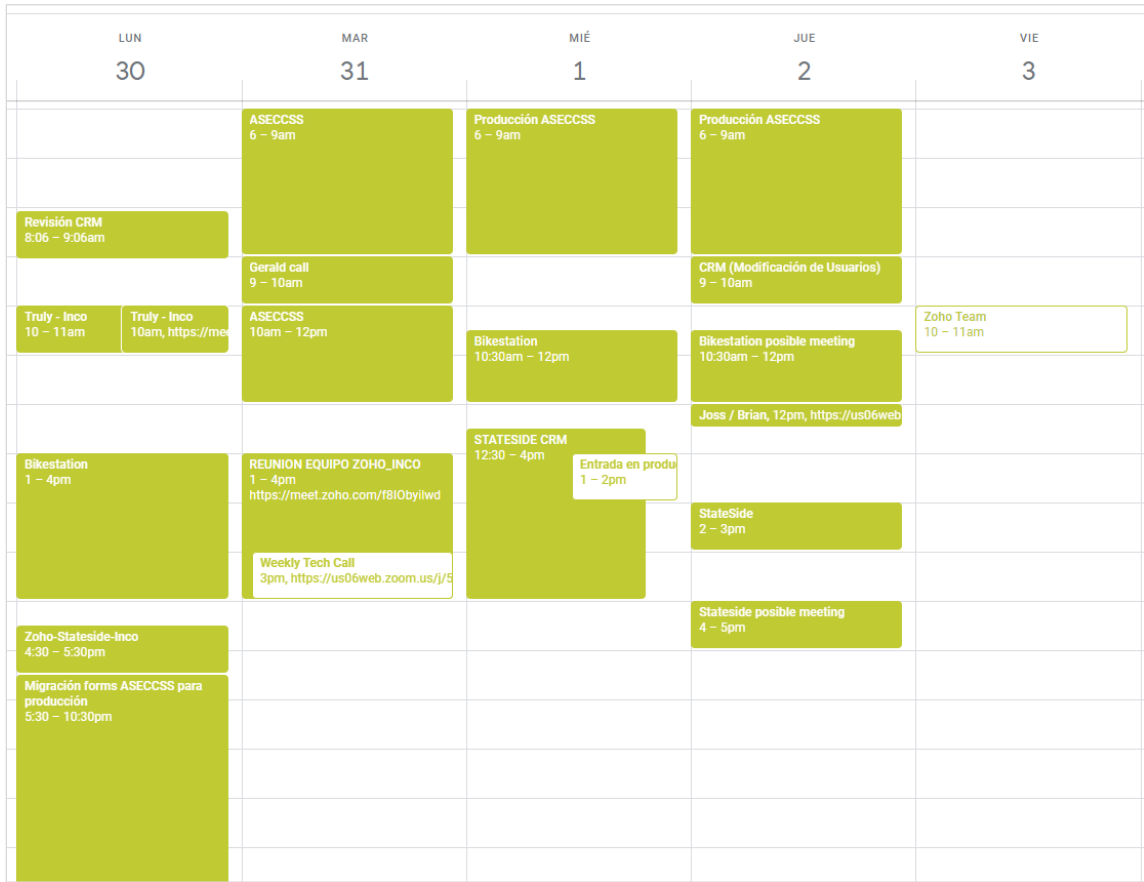 LUN
30
MAR
31
MIÉ
1
JUE
2
VIE
3
Revisión CRM
8:06 – 9:06am
Truly - Inco
10 – 11am
Truly - Inco
10am, https://mee
Bikestation
1 – 4pm
Zoho-Stateside-Inco
4:30 – 5:30pm
Migración forms ASECCSS para
producción
5:30 – 10:30pm
ASECCSS
6 – 9am
Gerald call
9 – 10am
ASECCSS
10am – 12pm
REUNION EQUIPO ZOHO_INCO
1 – 4pm
https://meet.zoho.com/f8IObyilwd
Weekly Tech Call
3pm, https://us06web.zoom.us/j/5
Producción ASECCSS
6 – 9am
Bikestation
10:30am – 12pm
STATESIDE CRM
12:30 – 4pm
Entrada en produ
1 – 2pm
Producción ASECCSS
6 – 9am
CRM (Modificación de Usuarios)
9 – 10am
Bikestation posible meeting
10:30am – 12pm
Joss / Brian, 12pm, https://us06web
StateSide
2 – 3pm
Stateside posible meeting
4 – 5pm
Zoho Team
10 – 11am